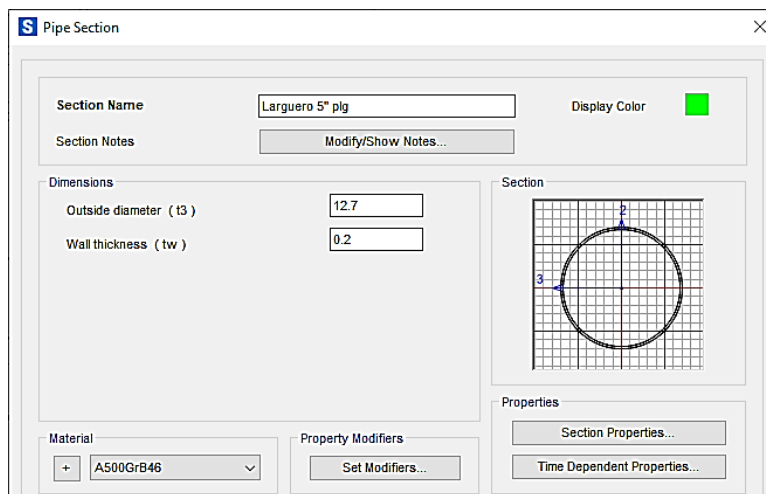 S Pipe Section
Section Name Larguero 5" plg Display Color
Section Notes Modify/Show Notes...
Dimensions
Outside diameter ( t3 ) 12.7
Wall thickness ( tw ) 0.2
Section
2
3
Properties
Section Properties...
Time Dependent Properties...
Material
+ A500GrB46
Property Modifiers
Set Modifiers...